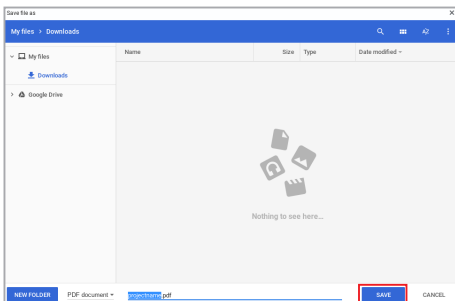 Save file as
My files > Downloads
Name Size Type Date modified
My files
Downloads
Google Drive
Nothing to see here...
NEW FOLDER PDF document projectname.pdf SAVE CANCEL